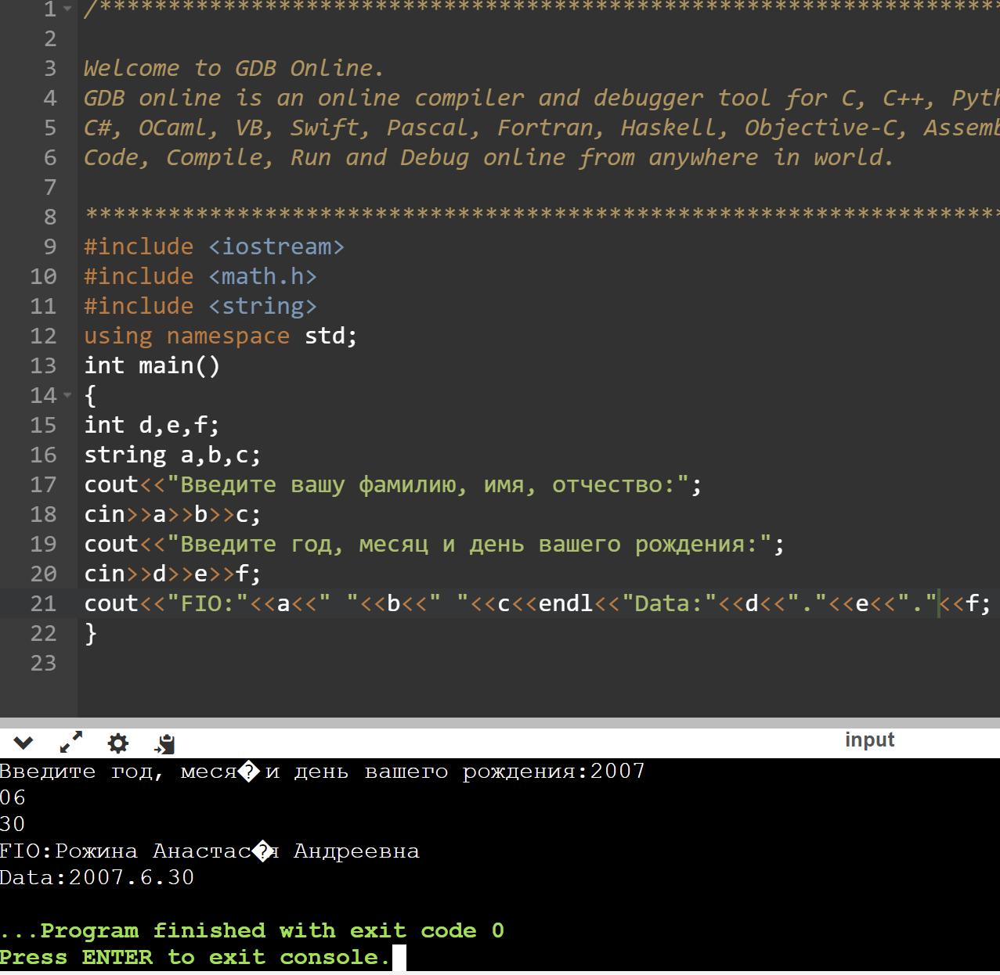 1 /*****************************************************************
2
3 Welcome to GDB Online.
4 GDB online is an online compiler and debugger tool for C, C++, Pyth
5 C#, OCaml, VB, Swift, Pascal, Fortran, Haskell, Objective-C, Assemb
6 Code, Compile, Run and Debug online from anywhere in world.
7
8 ******************************************************************
9 #include <iostream>
10 #include <math.h>
11 #include <string>
12 using namespace std;
13 int main()
14 {
15 int d,e,f;
16 string a,b,c;
17 cout<<"Введите вашу фамилию, имя, отчество:";
18 cin>>a>>b>>c;
19 cout<<"Введите год, месяц и день вашего рождения:";
20 cin>>d>>e>>f;
21 cout<<"FIO:"<<a<<" "<<b<<" "<<c<<endl<<"Data:"<<d<<"."<<e<<"."<<f;
22 }
23
input
Введите год, меся� и день вашего рождения:2007
06
30
FIO:Рожина Анастас�я Андреевна
Data:2007.6.30
...Program finished with exit code 0
Press ENTER to exit console.